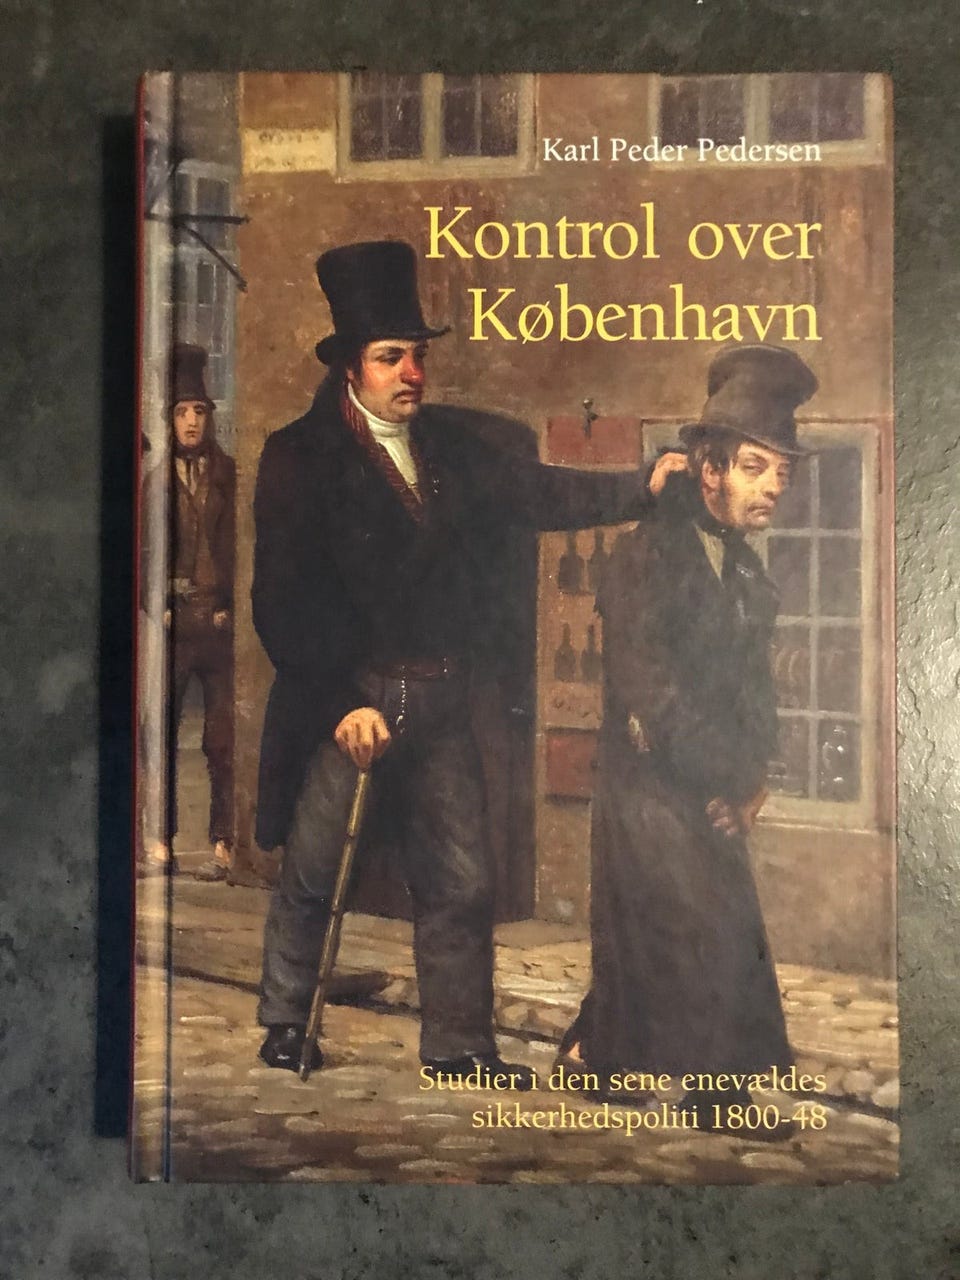 Karl Peder Pedersen
Kontrol over
København
Studier i den sene enevældes
sikkerhedspoliti 1800-48